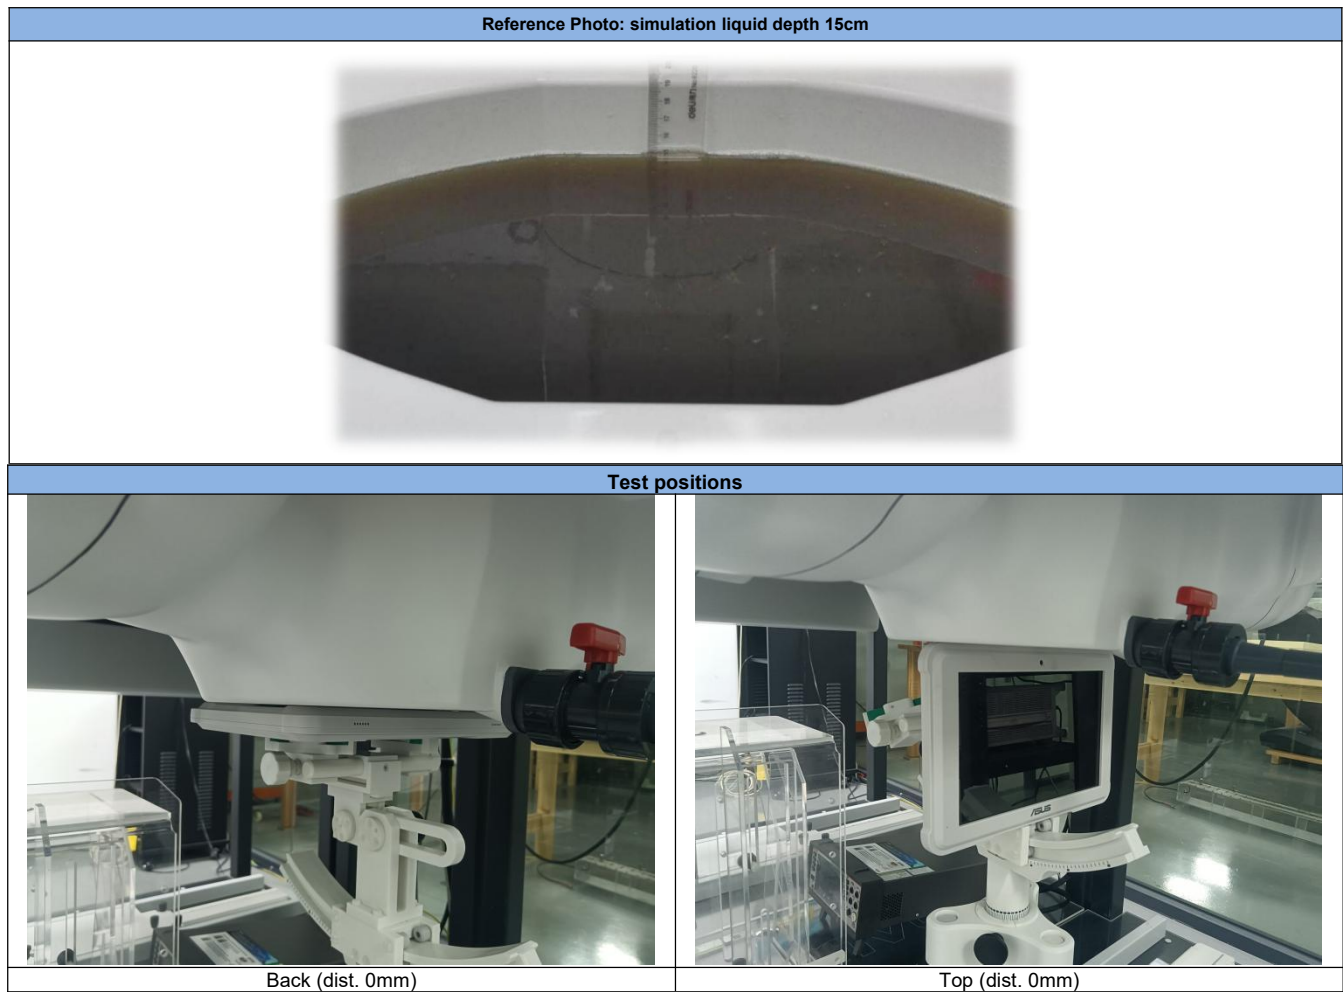 Reference Photo: simulation liquid depth 15cm
Test positions
ASUS
Back (dist. 0mm)
Top (dist. 0mm)